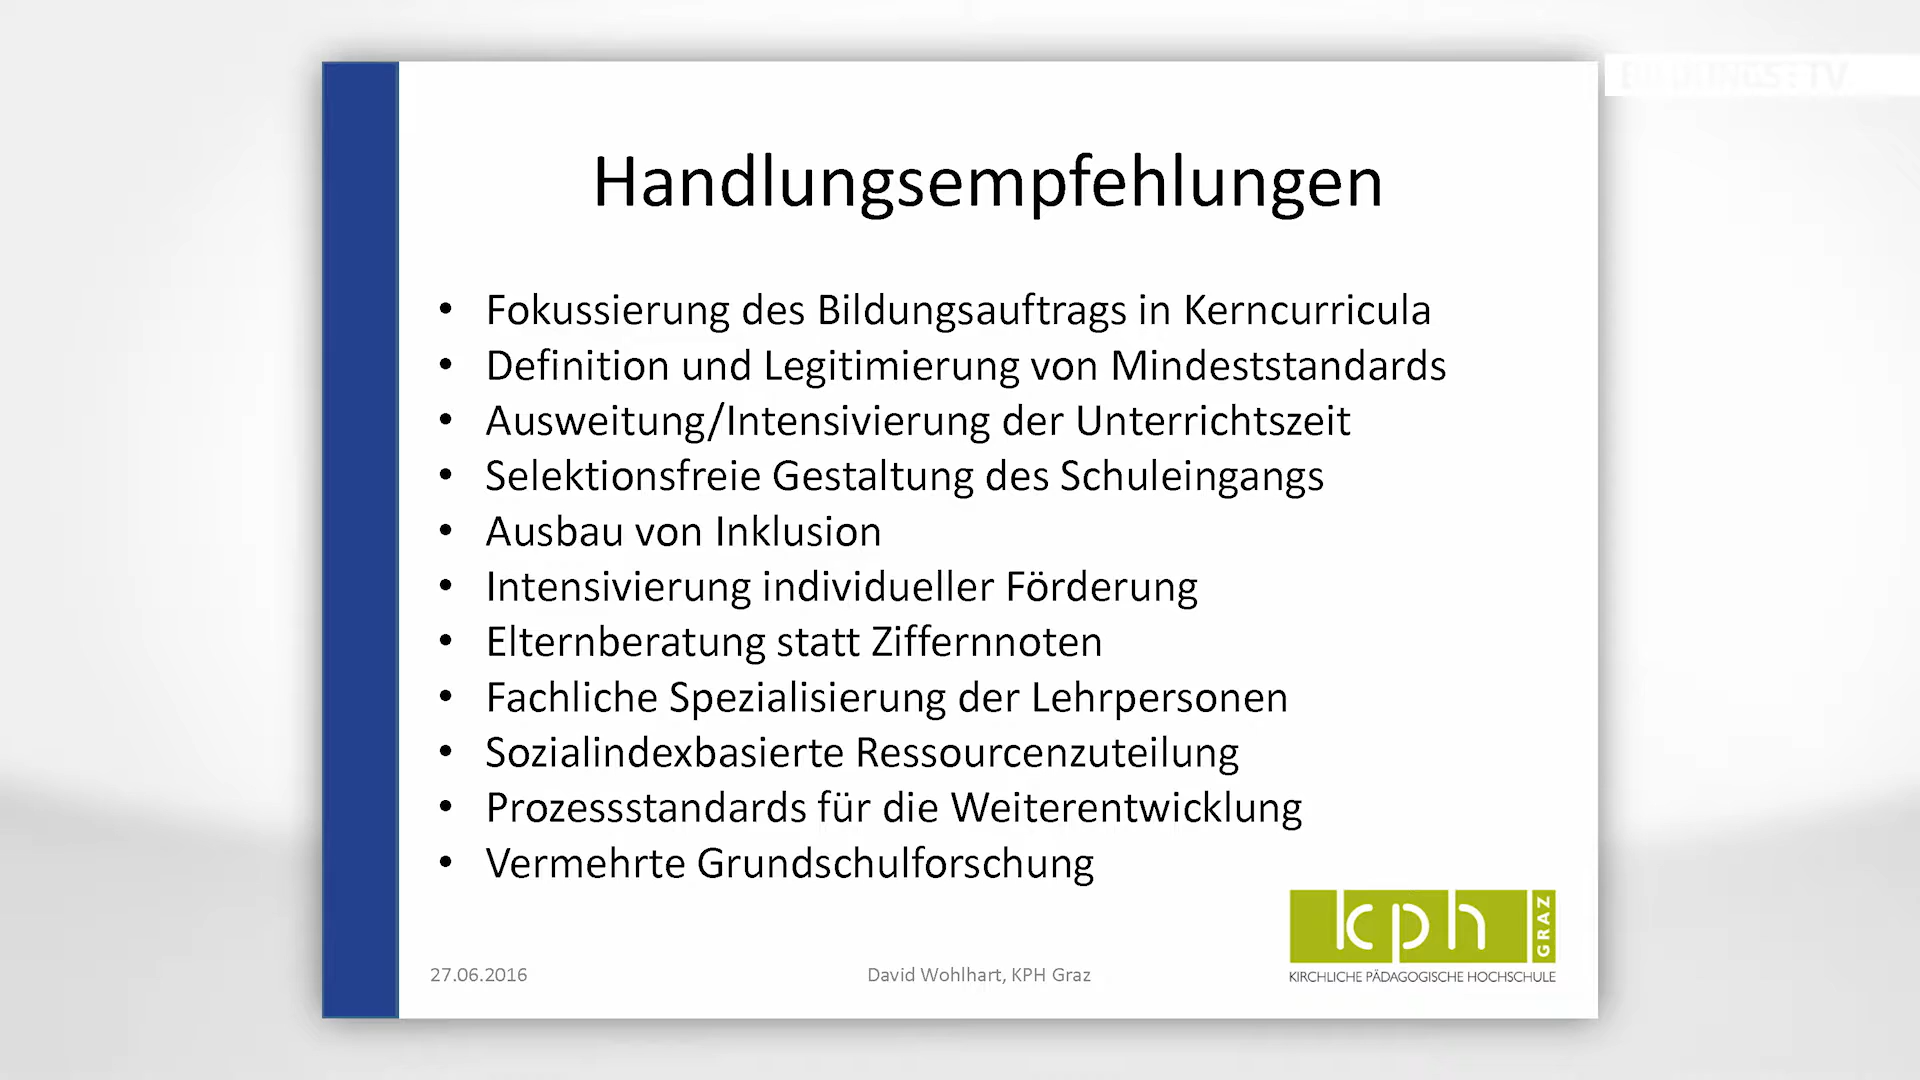 BILDUNGSTV
Handlungsempfehlungen
• Fokussierung des Bildungsauftrags in Kerncurricula
• Definition und Legitimierung von Mindeststandards
• Ausweitung/Intensivierung der Unterrichtszeit
• Selektionsfreie Gestaltung des Schuleingangs
• Ausbau von Inklusion
• Intensivierung individueller Förderung
• Elternberatung statt Ziffernnoten
• Fachliche Spezialisierung der Lehrpersonen
• Sozialindexbasierte Ressourcenzuteilung
• Prozessstandards für die Weiterentwicklung
• Vermehrte Grundschulforschung
kph GRAZ
KIRCHLICHE PÄDAGOGISCHE HOCHSCHULE
27.06.2016
David Wohlhart, KPH Graz